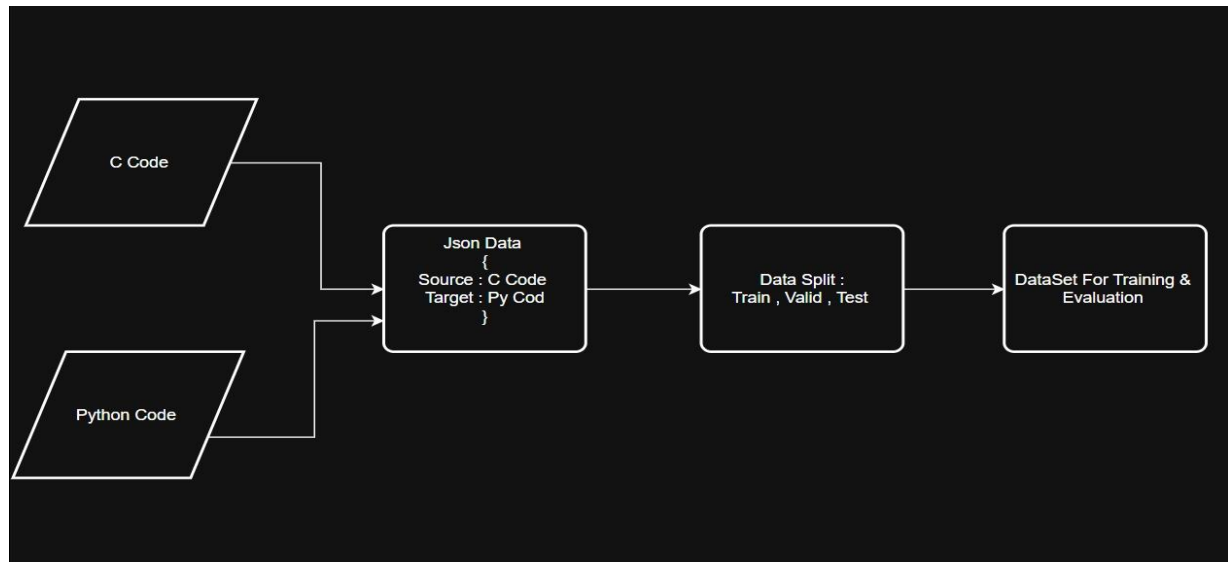 C Code
Python Code
Json Data
{
Source : C Code
Target : Py Cod
}
Data Split :
Train , Valid , Test
DataSet For Training &
Evaluation